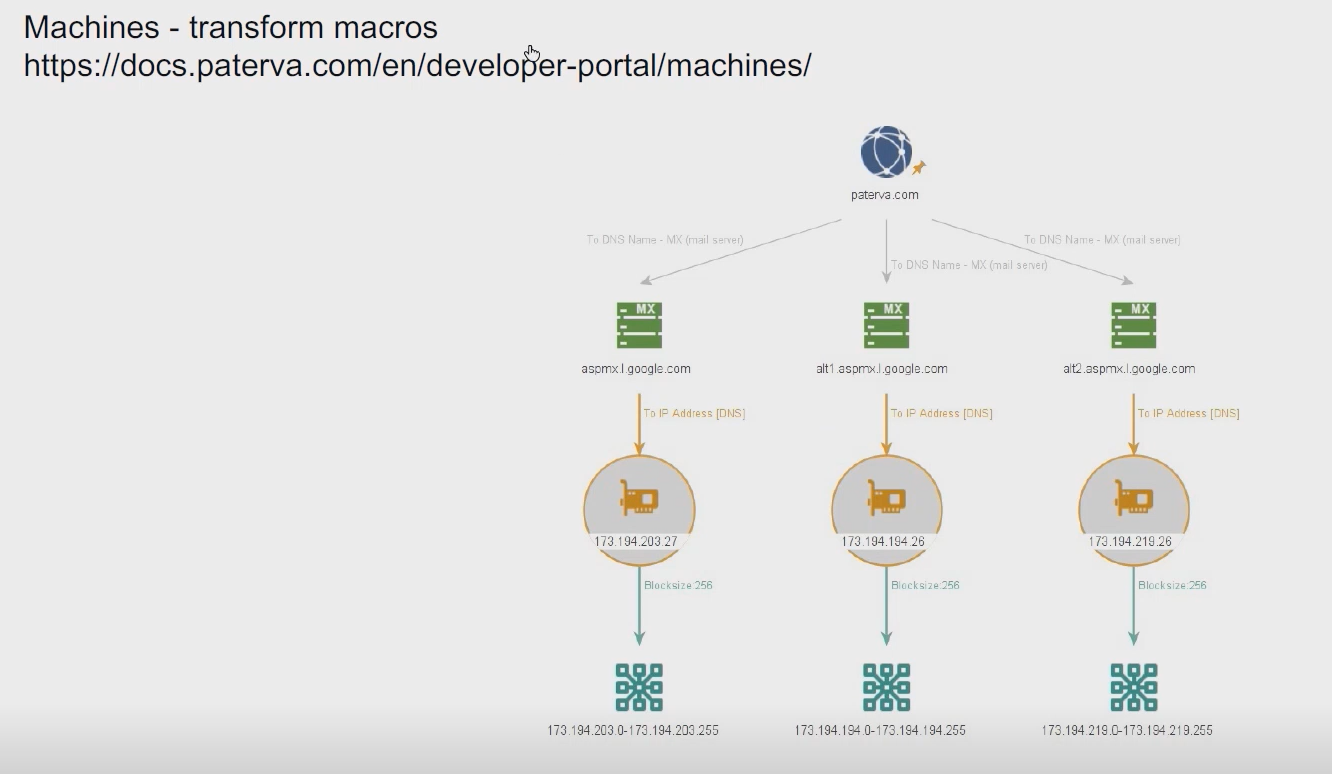 Machines - transform macros
https://docs.paterva.com/en/developer-portal/machines/
paterva.com
To DNS Name - MX (mail server)
To DNS Name - MX (mail server)
To DNS Name - MX (mail server)
MX
MX
MX
aspmx.l.google.com
alt1.aspmx.l.google.com
alt2.aspmx.l.google.com
To IP Address [DNS]
To IP Address [DNS]
To IP Address [DNS]
173.194.203.27
173.194.194.26
173.194.219.26
Blocksize:256
Blocksize:256
Blocksize:256
173.194.203.0-173.194.203.255
173.194.194.0-173.194.194.255
173.194.219.0-173.194.219.255